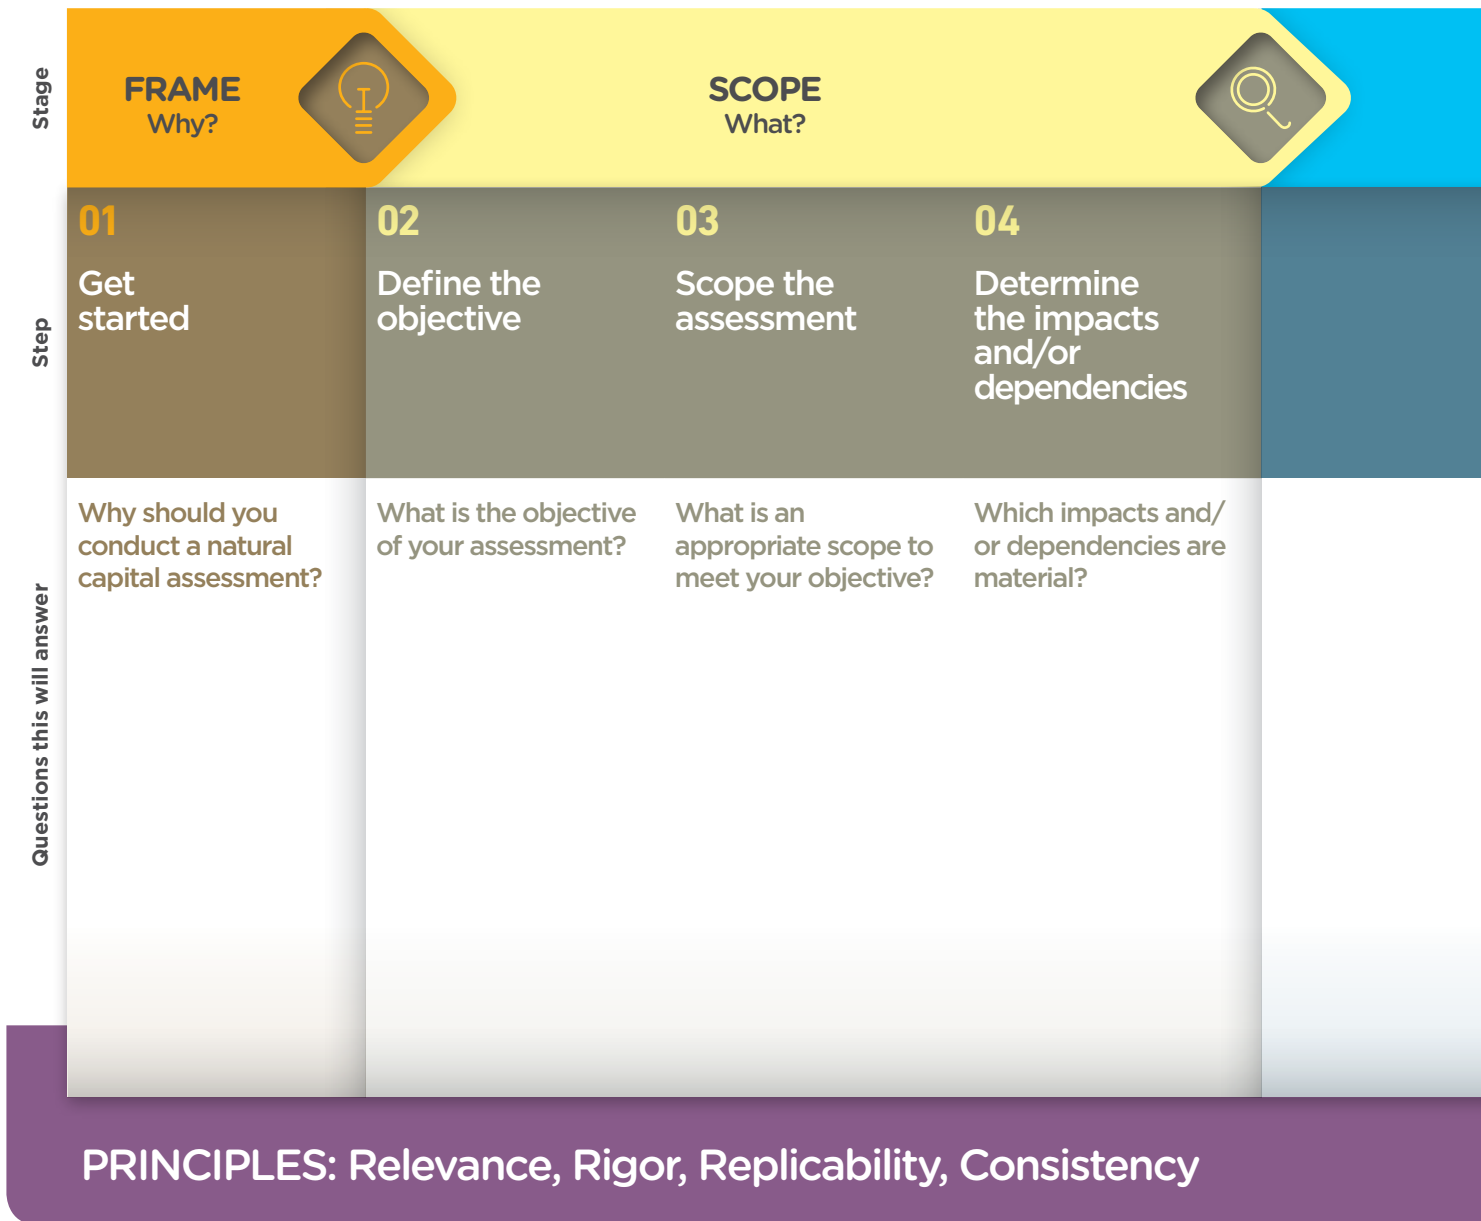 Stage
FRAME
Why?
SCOPE
What?
Step
01
Get
started
02
Define the
objective
03
Scope the
assessment
04
Determine
the impacts
and/or
dependencies
Questions this will answer
Why should you
conduct a natural
capital assessment?
What is the objective
of your assessment?
What is an
appropriate scope to
meet your objective?
Which impacts and/
or dependencies are
material?
PRINCIPLES: Relevance, Rigor, Replicability, Consistency